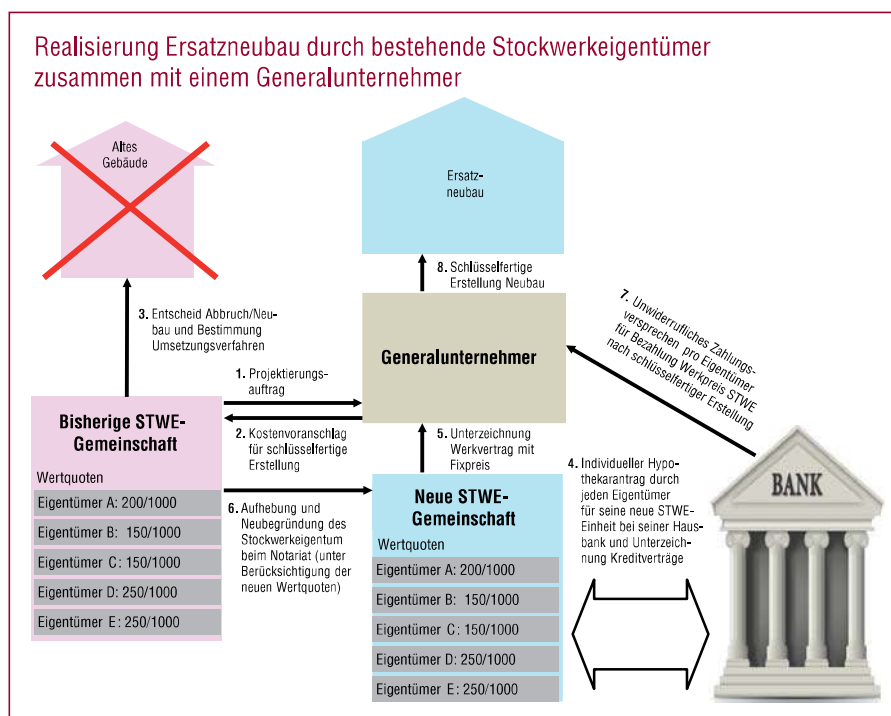 Realisierung Ersatzneubau durch bestehende Stockwerkeigentümer
zusammen mit einem Generalunternehmer
Altes
Gebäude
Ersatz-
neubau
8. Schlüsselfertige
Erstellung Neubau
3. Entscheid Abbruch/Neu-
bau und Bestimmung
Umsetzungsverfahren
7. Unwiderrufliches Zahlungs-
versprechen pro Eigentümer
für Bezahlung Werkpreis STWE
nach schlüsselfertiger Erstellung
Generalunternehmer
1. Projektierungs-
auftrag
2. Kostenvoranschlag
für schlüsselfertige
Erstellung
5. Unterzeichnung
Werkvertrag mit
Fixpreis
Bisherige STWE-
Gemeinschaft
Wertquoten
Eigentümer A: 200/1000
Eigentümer B: 150/1000
Eigentümer C: 150/1000
Eigentümer D: 250/1000
Eigentümer E: 250/1000
6. Aufhebung und
Neubegründung des
Stockwerkeigentum
beim Notariat (unter
Berücksichtigung der
neuen Wertquoten)
Neue STWE-
Gemeinschaft
Wertquoten
Eigentümer A: 200/1000
Eigentümer B: 150/1000
Eigentümer C: 150/1000
Eigentümer D: 250/1000
Eigentümer E: 250/1000
4. Individueller Hypo-
thekarantrag durch
jeden Eigentümer
für seine neue STWE-
Einheit bei seiner Haus-
bank und Unterzeich-
nung Kreditverträge
BANK